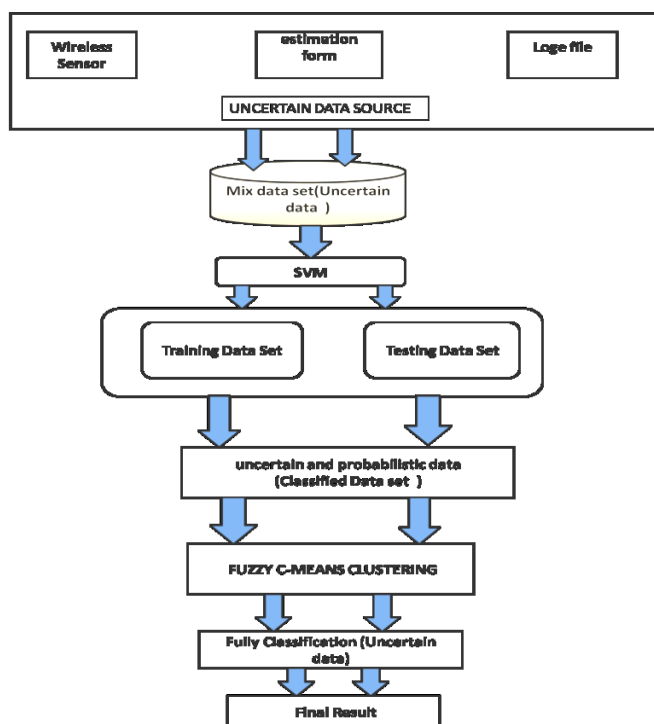 Wireless
Sensor
estimation
form
Loge file
UNCERTAIN DATA SOURCE
Mix data set(Uncertain
data )
SVM
Training Data Set
Testing Data Set
uncertain and probabilistic data
(Classified Data set )
FUZZY C-MEANS CLUSTERING
Fully Classification (Uncertain
data)
Final Result